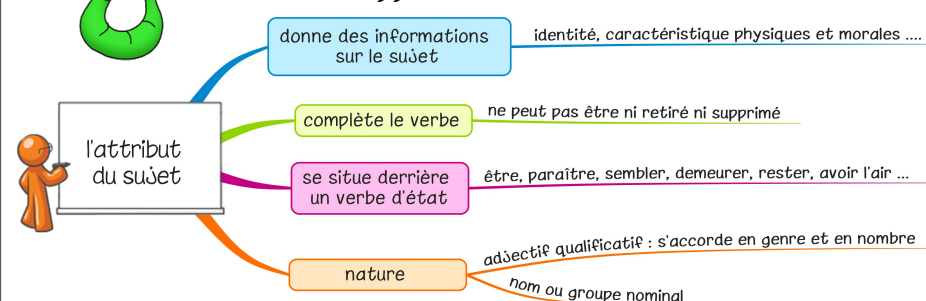 l'attribut
du sujet
donne des informations
sur le sujet
identité, caractéristique physiques et morales ....
complète le verbe
ne peut pas être ni retiré ni supprimé
se situe derrière
un verbe d'état
être, paraître, sembler, demeurer, rester, avoir l'air ...
nature
adjectif qualificatif : s'accorde en genre et en nombre
nom ou groupe nominal